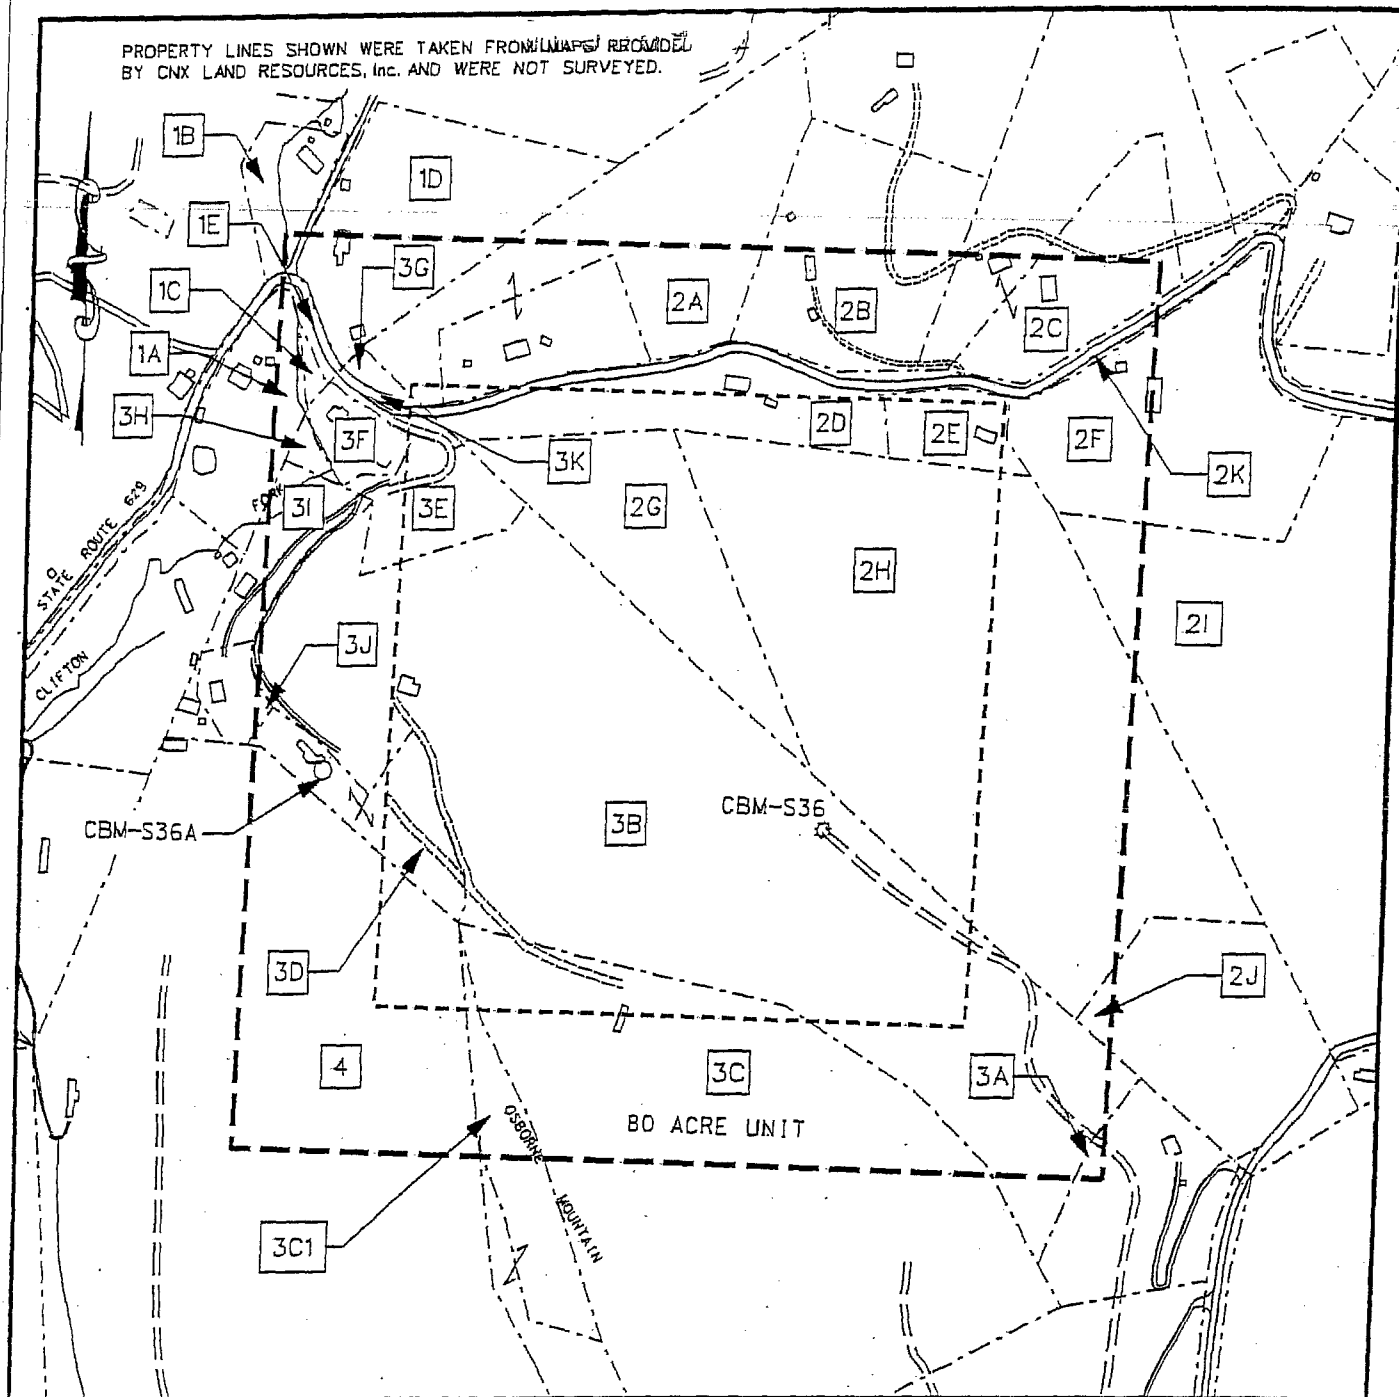 PROPERTY LINES SHOWN WERE TAKEN FROM MAPS PROVIDED
BY CNX LAND RESOURCES, Inc. AND WERE NOT SURVEYED.
1B
1D
1E
3G
1C
2A
2B
2C
1A
3H
3F
2D
2E
2F
3K
2K
FORK
3I
3E
2G
STATE ROUTE 629
2H
2I
3J
CLIFTON
CBM-S36
CBM-S36A
3B
3D
2J
4
3C
3A
80 ACRE UNIT
OSBORNE
MOUNTAIN
3C1